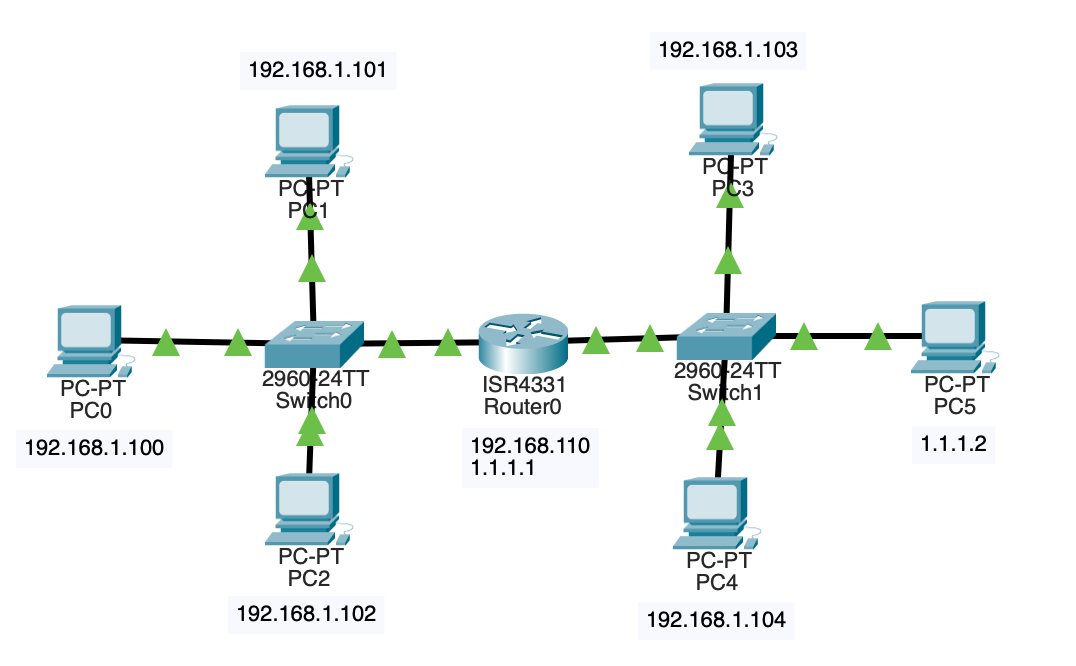 192.168.1.101
PC-PT
PC1
192.168.1.103
PC-PT
PC3
PC-PT
PC0
192.168.1.100
2960-24TT
Switch0
ISR4331
Router0
192.168.110
1.1.1.1
2960-24TT
Switch1
PC-PT
PC5
1.1.1.2
PC-PT
PC2
192.168.1.102
PC-PT
PC4
192.168.1.104